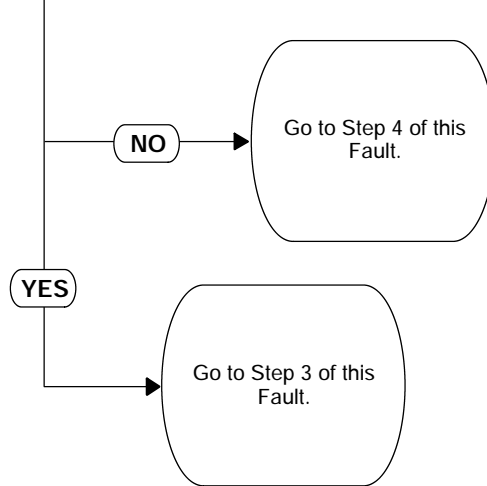 NO
Go to Step 4 of this
Fault.
YES
Go to Step 3 of this
Fault.